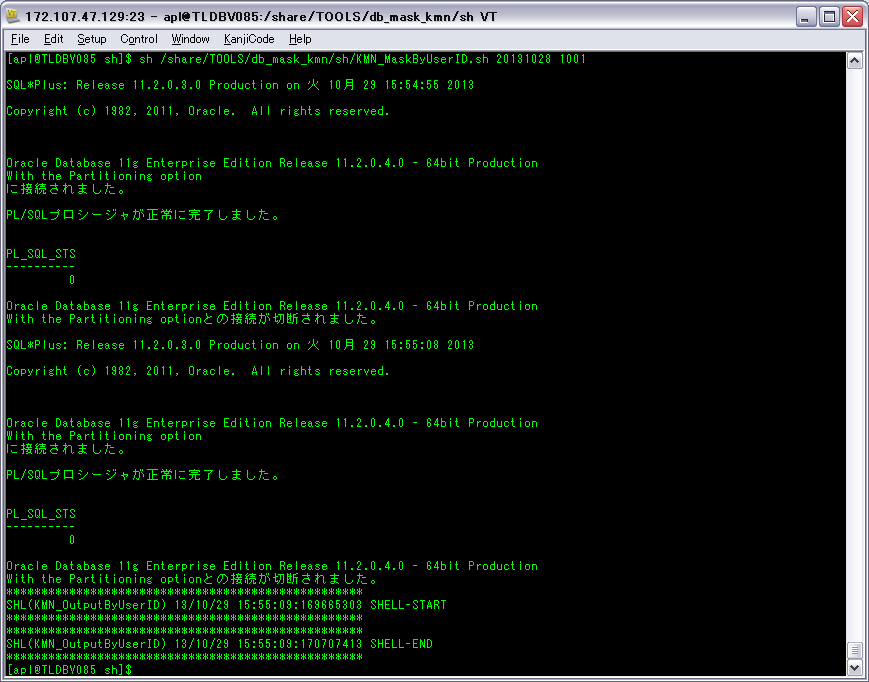 172.107.47.129:23 - apl@TLDBV085:/share/TOOLS/db_mask_kmn/sh VT
File Edit Setup Control Window KanjiCode Help
[apl@TLDBV085 sh]$ sh /share/TOOLS/db_mask_kmn/sh/KMN_MaskByUserID.sh 20131028 1001
SQL*Plus: Release 11.2.0.3.0 Production on 火 10月 29 15:54:55 2013
Copyright (c) 1982, 2011, Oracle.  All rights reserved.
Oracle Database 11g Enterprise Edition Release 11.2.0.4.0 - 64bit Production
With the Partitioning option
に接続されました。
PL/SQLプロシージャが正常に完了しました。
PL_SQL_STS
----------
0
Oracle Database 11g Enterprise Edition Release 11.2.0.4.0 - 64bit Production
With the Partitioning optionとの接続が切断されました。
SQL*Plus: Release 11.2.0.3.0 Production on 火 10月 29 15:55:08 2013
Copyright (c) 1982, 2011, Oracle.  All rights reserved.
Oracle Database 11g Enterprise Edition Release 11.2.0.4.0 - 64bit Production
With the Partitioning option
に接続されました。
PL/SQLプロシージャが正常に完了しました。
PL_SQL_STS
----------
0
Oracle Database 11g Enterprise Edition Release 11.2.0.4.0 - 64bit Production
With the Partitioning optionとの接続が切断されました。
***************************************************
SHL(KMN_OutputByUserID) 13/10/29 15:55:09:169665303 SHELL-START
***************************************************
***************************************************
SHL(KMN_OutputByUserID) 13/10/29 15:55:09:170707413 SHELL-END
***************************************************
[apl@TLDBV085 sh]$